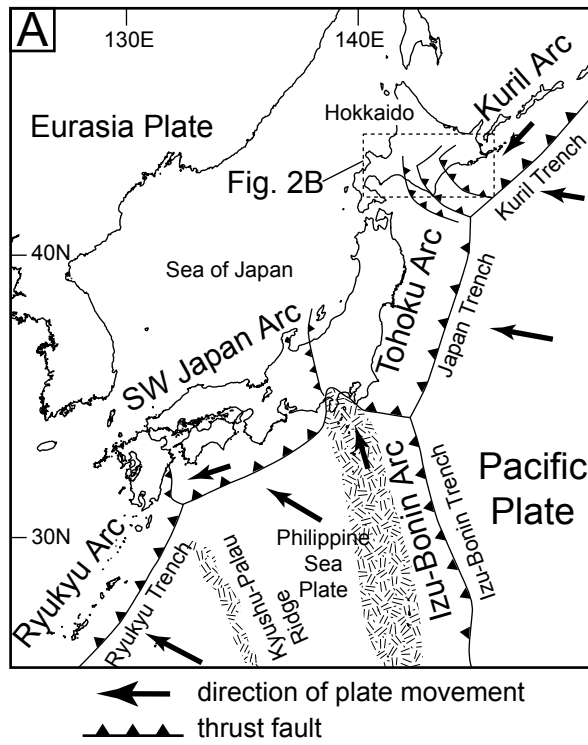 A
130E
140E
Kuril Arc
Hokkaido
Eurasia Plate
Fig. 2B
Kuril Trench
40N
Sea of Japan
Tohoku Arc
Japan Trench
SW Japan Arc
Pacific
Plate
Izu-Bonin Arc
Izu-Bonin Trench
30N
Philippine
Sea
Plate
Ryukyu Arc
Ryukyu Trench
Kyushu-Palau
Ridge
direction of plate movement
thrust fault